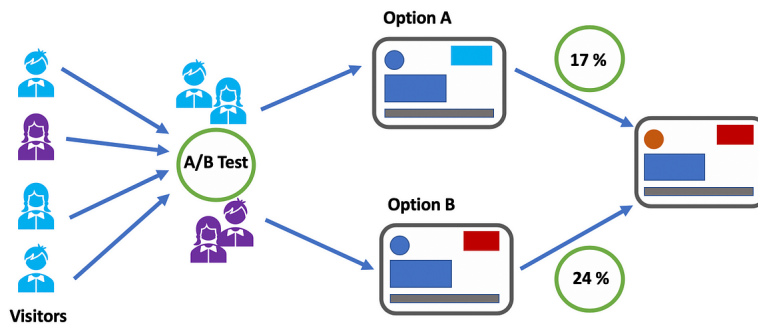 Option A
17 %
A/B Test
Option B
24 %
Visitors